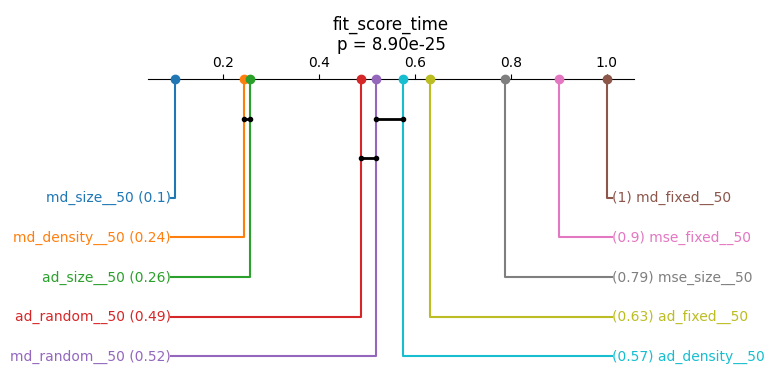 fit_score_time
p = 8.90e-25
0.2 0.4 0.6 0.8 1.0
md_size__50 (0.1)
(1) md_fixed__50
md_density__50 (0.24)
(0.9) mse_fixed__50
ad_size__50 (0.26)
(0.79) mse_size__50
ad_random__50 (0.49)
(0.63) ad_fixed__50
md_random__50 (0.52)
(0.57) ad_density__50